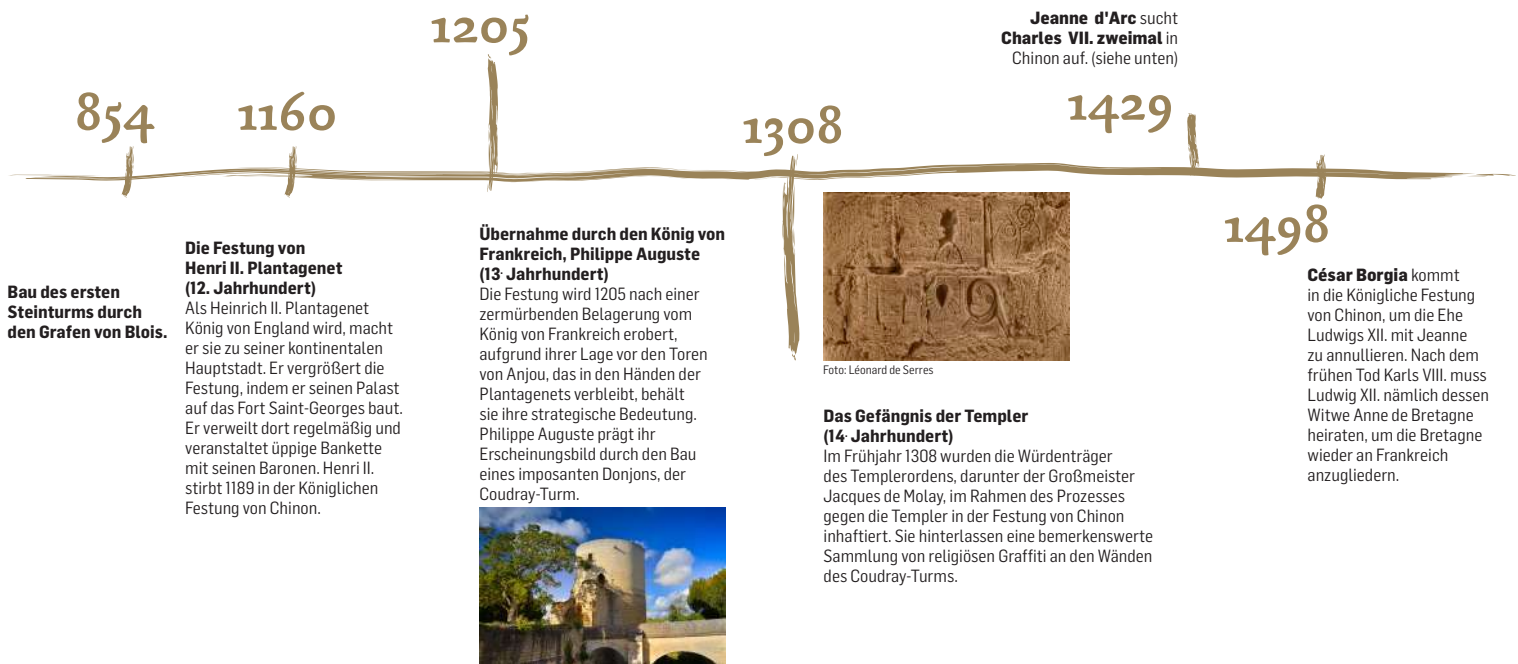 854
Bau des ersten
Steinturms durch
den Grafen von Blois.
1160
Die Festung von
Henri II. Plantagenet
(12. Jahrhundert)
Als Heinrich II. Plantagenet
König von England wird, macht
er sie zu seiner kontinentalen
Hauptstadt. Er vergrößert die
Festung, indem er seinen Palast
auf das Fort Saint-Georges baut.
Er verweilt dort regelmäßig und
veranstaltet üppige Bankette
mit seinen Baronen. Henri II.
stirbt 1189 in der Königlichen
Festung von Chinon.
1205
Übernahme durch den König von
Frankreich, Philippe Auguste
(13. Jahrhundert)
Die Festung wird 1205 nach einer
zermürbenden Belagerung vom
König von Frankreich erobert,
aufgrund ihrer Lage vor den Toren
von Anjou, das in den Händen der
Plantagenets verbleibt, behält
sie ihre strategische Bedeutung.
Philippe Auguste prägt ihr
Erscheinungsbild durch den Bau
eines imposanten Donjons, der
Coudray-Turm.
1308
Foto: Léonard de Serres
Das Gefängnis der Templer
(14. Jahrhundert)
Im Frühjahr 1308 wurden die Würdenträger
des Templerordens, darunter der Großmeister
Jacques de Molay, im Rahmen des Prozesses
gegen die Templer in der Festung von Chinon
inhaftiert. Sie hinterlassen eine bemerkenswerte
Sammlung von religiösen Graffiti an den Wänden
des Coudray-Turms.
Jeanne d'Arc sucht
Charles VII. zweimal in
Chinon auf. (siehe unten)
1429
1498
César Borgia kommt
in die Königliche Festung
von Chinon, um die Ehe
Ludwigs XII. mit Jeanne
zu annullieren. Nach dem
frühen Tod Karls VIII. muss
Ludwig XII. nämlich dessen
Witwe Anne de Bretagne
heiraten, um die Bretagne
wieder an Frankreich
anzugliedern.